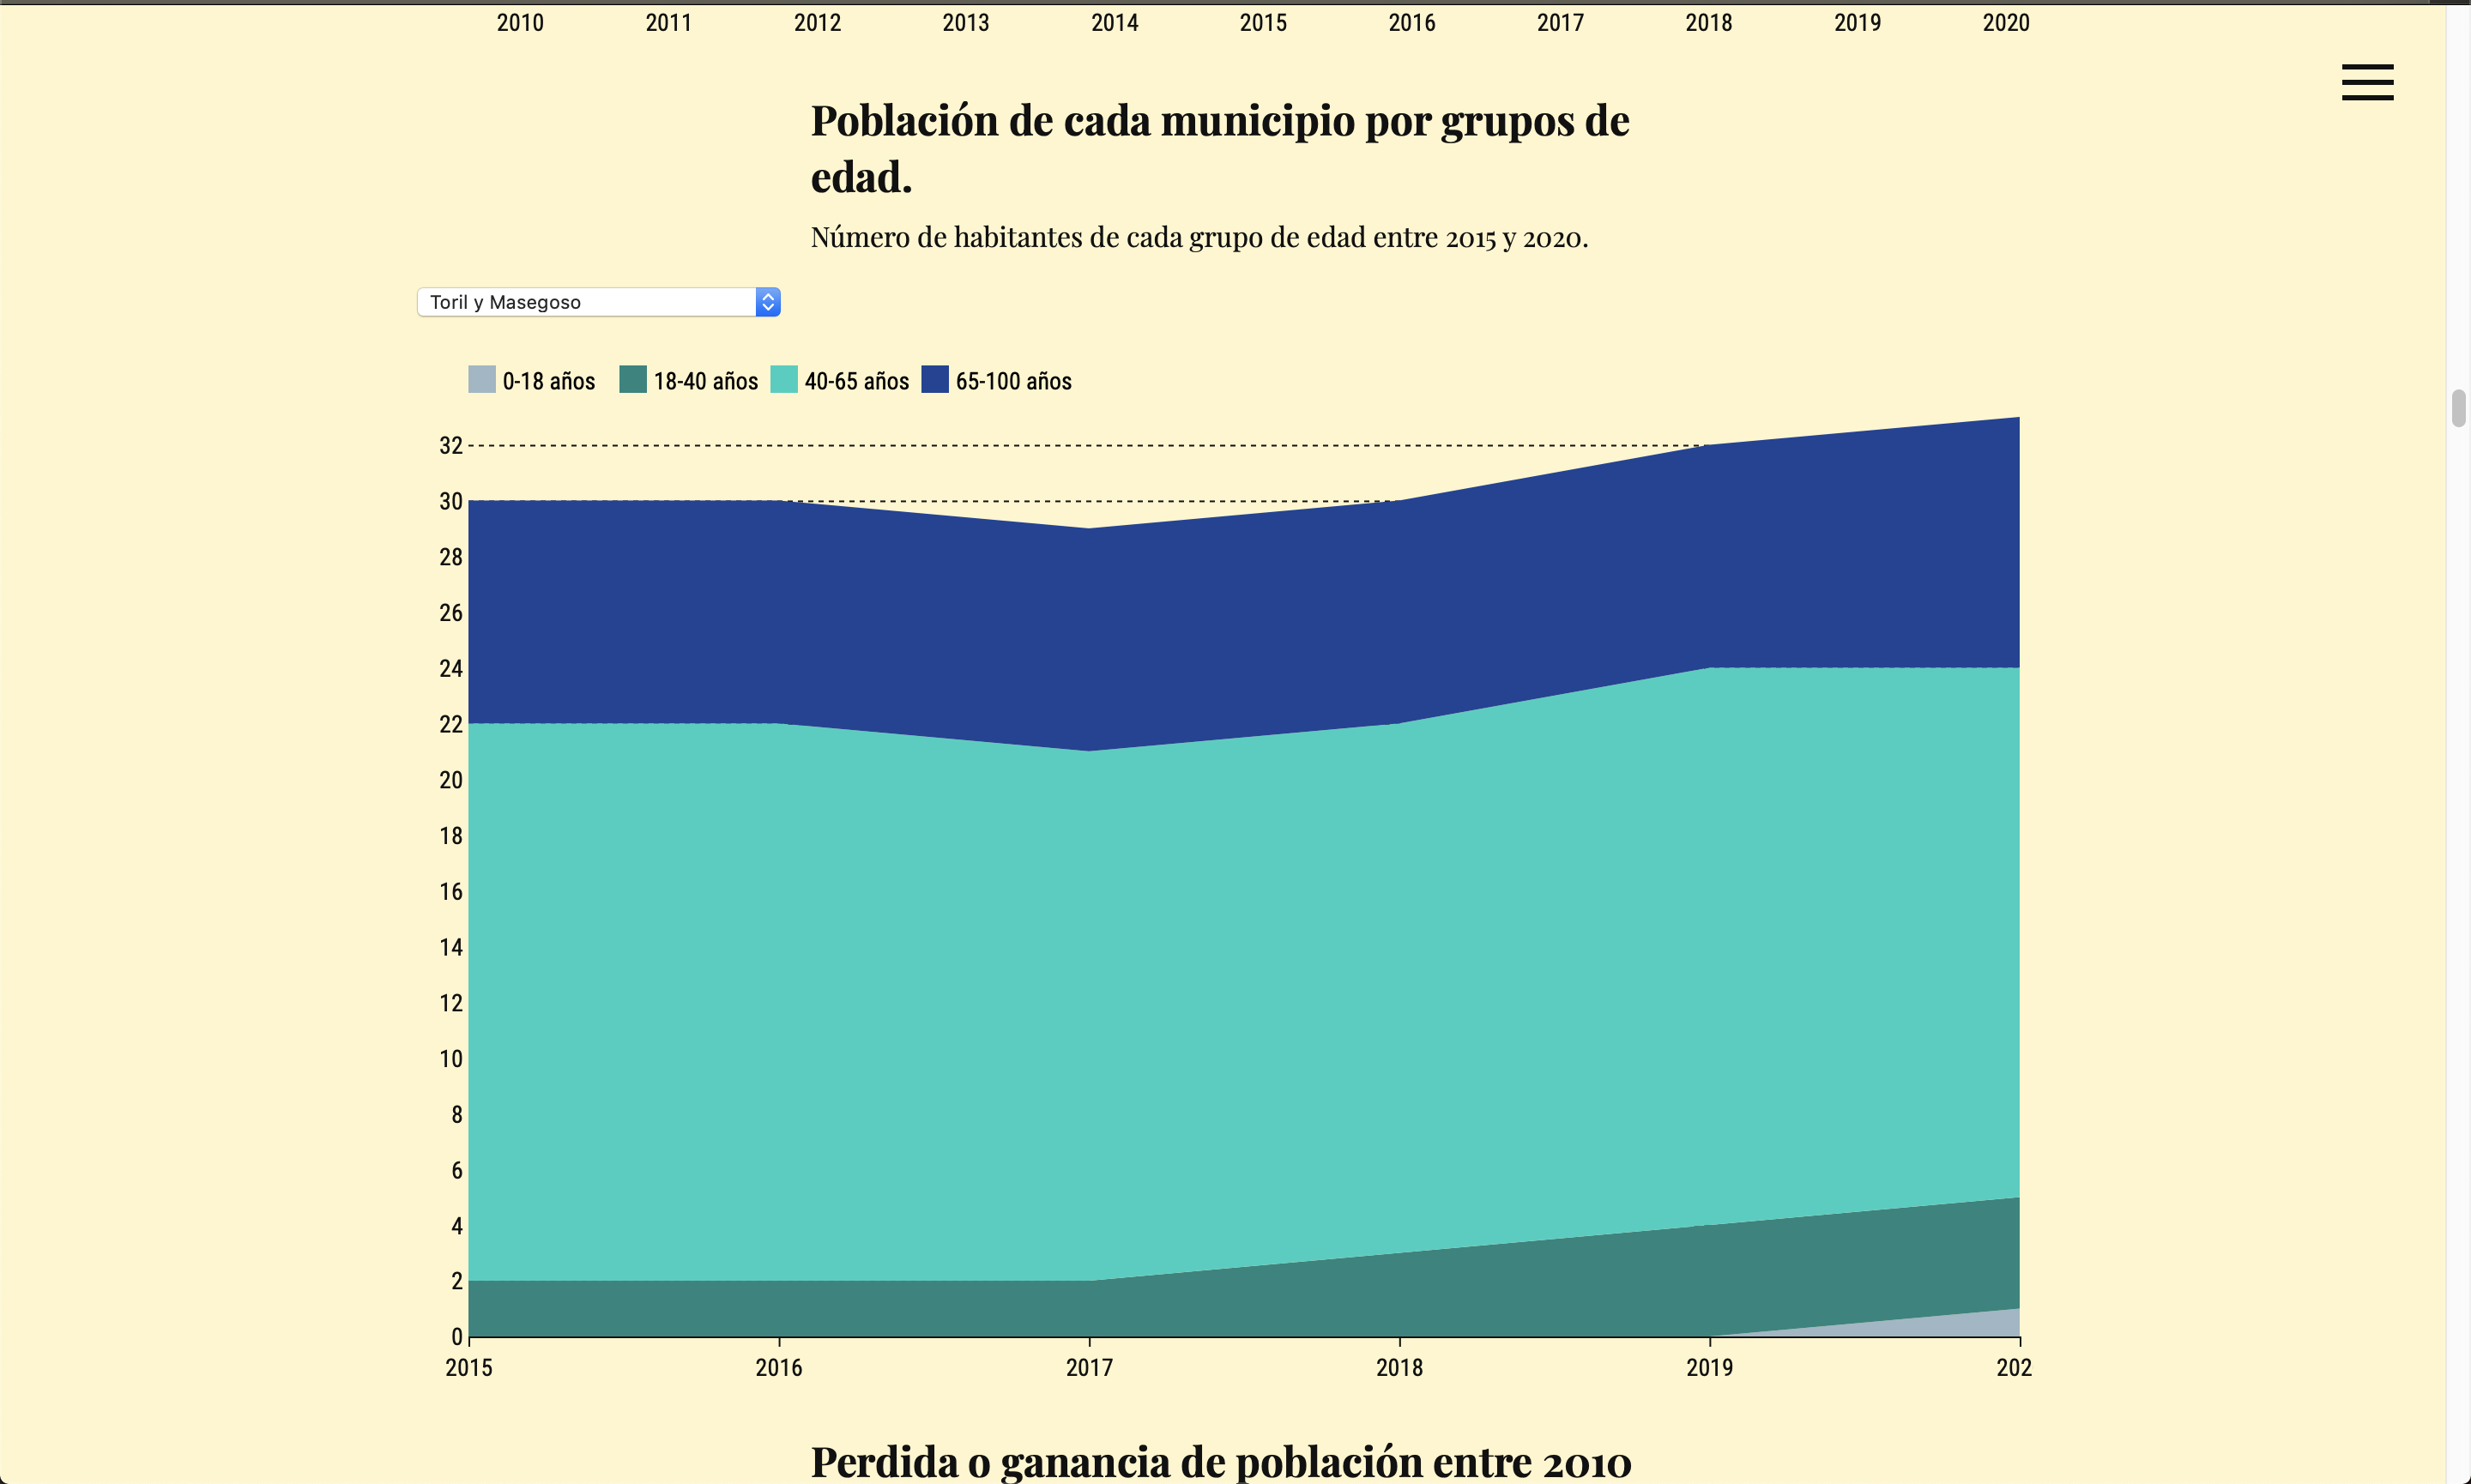 2010 2011 2012 2013 2014 2015 2016 2017 2018 2019 2020
Población de cada municipio por grupos de
edad.
Número de habitantes de cada grupo de edad entre 2015 y 2020.
Toril y Masegoso
0-18 años 18-40 años 40-65 años 65-100 años
32
30
28
26
24
22
20
18
16
14
12
10
8
6
4
2
0
2015 2016 2017 2018 2019 202
Perdida o ganancia de población entre 2010